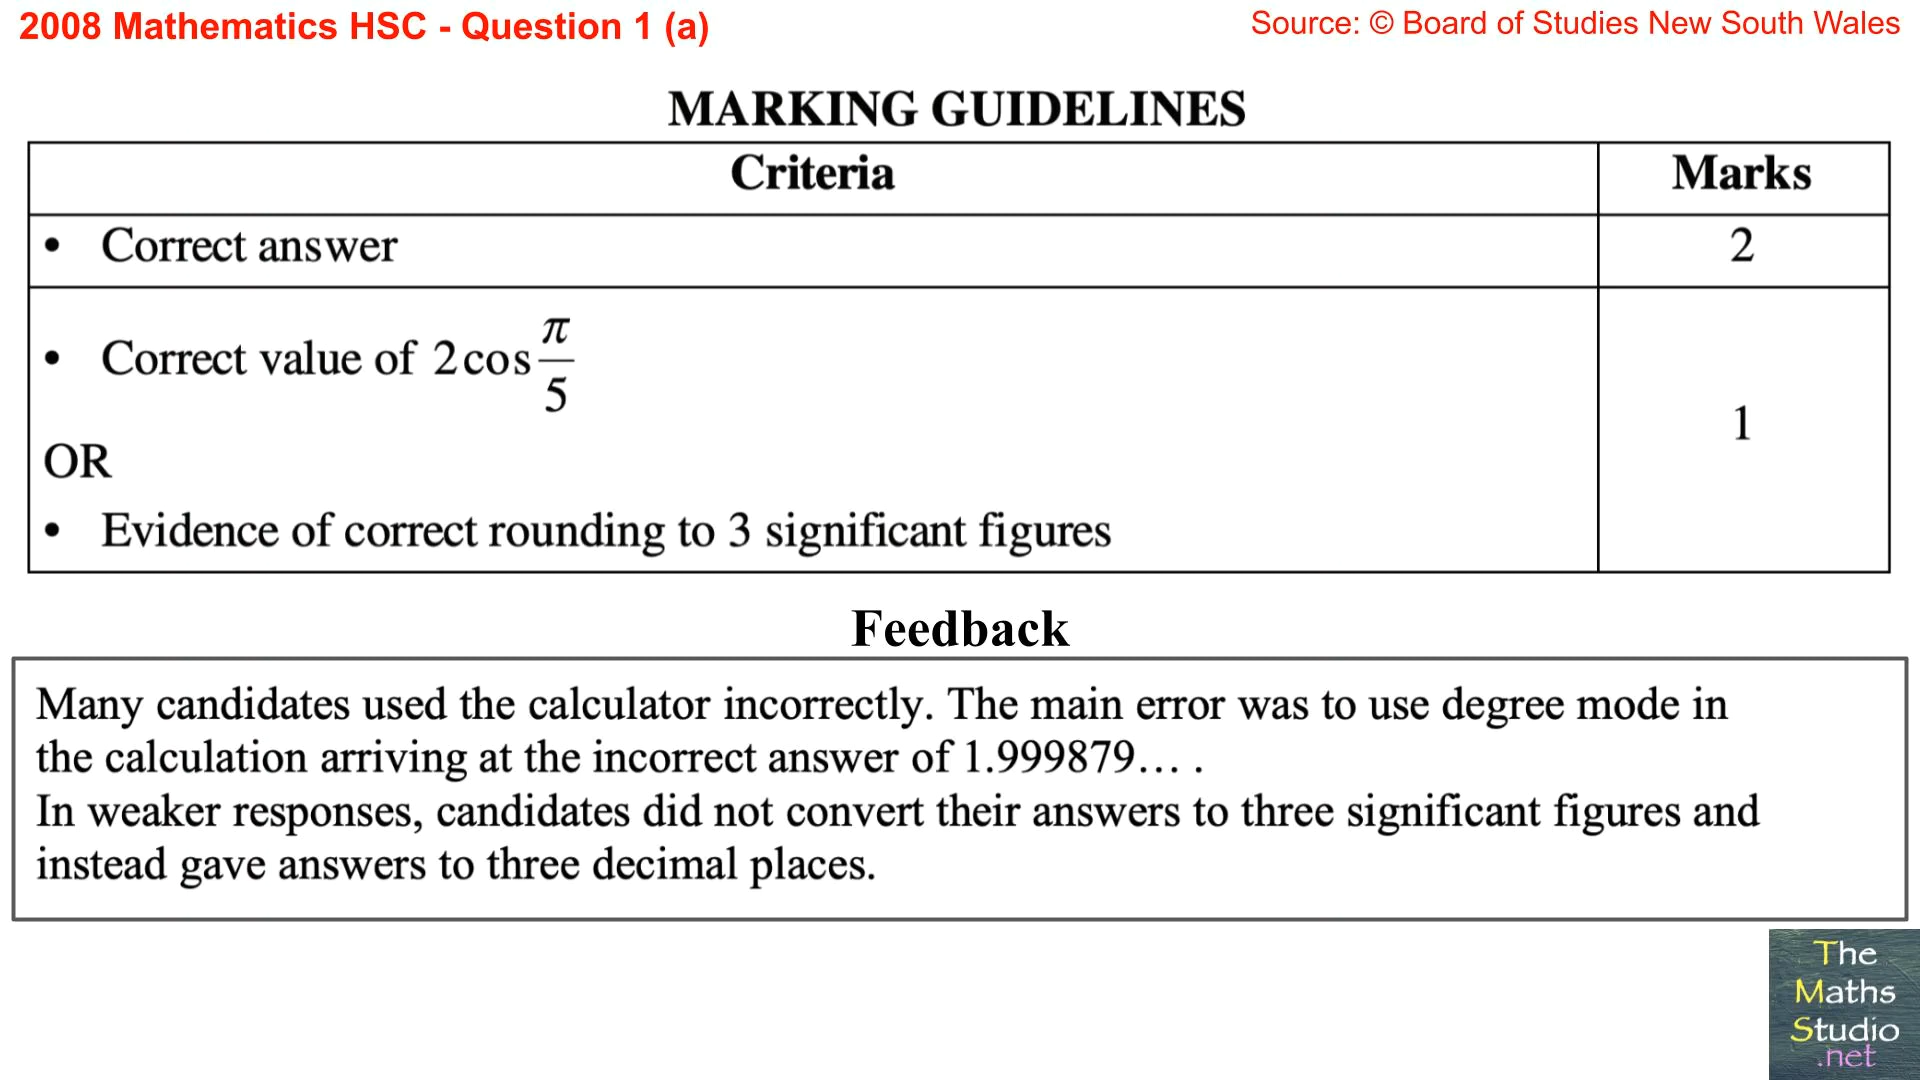 2008 Mathematics HSC - Question 1 (a)
Source: © Board of Studies New South Wales
MARKING GUIDELINES
Criteria Marks
• Correct answer 2
• Correct value of 2cos π/5
1
OR
• Evidence of correct rounding to 3 significant figures
Feedback
Many candidates used the calculator incorrectly. The main error was to use degree mode in
the calculation arriving at the incorrect answer of 1.999879… .
In weaker responses, candidates did not convert their answers to three significant figures and
instead gave answers to three decimal places.
The
Maths
Studio
.net